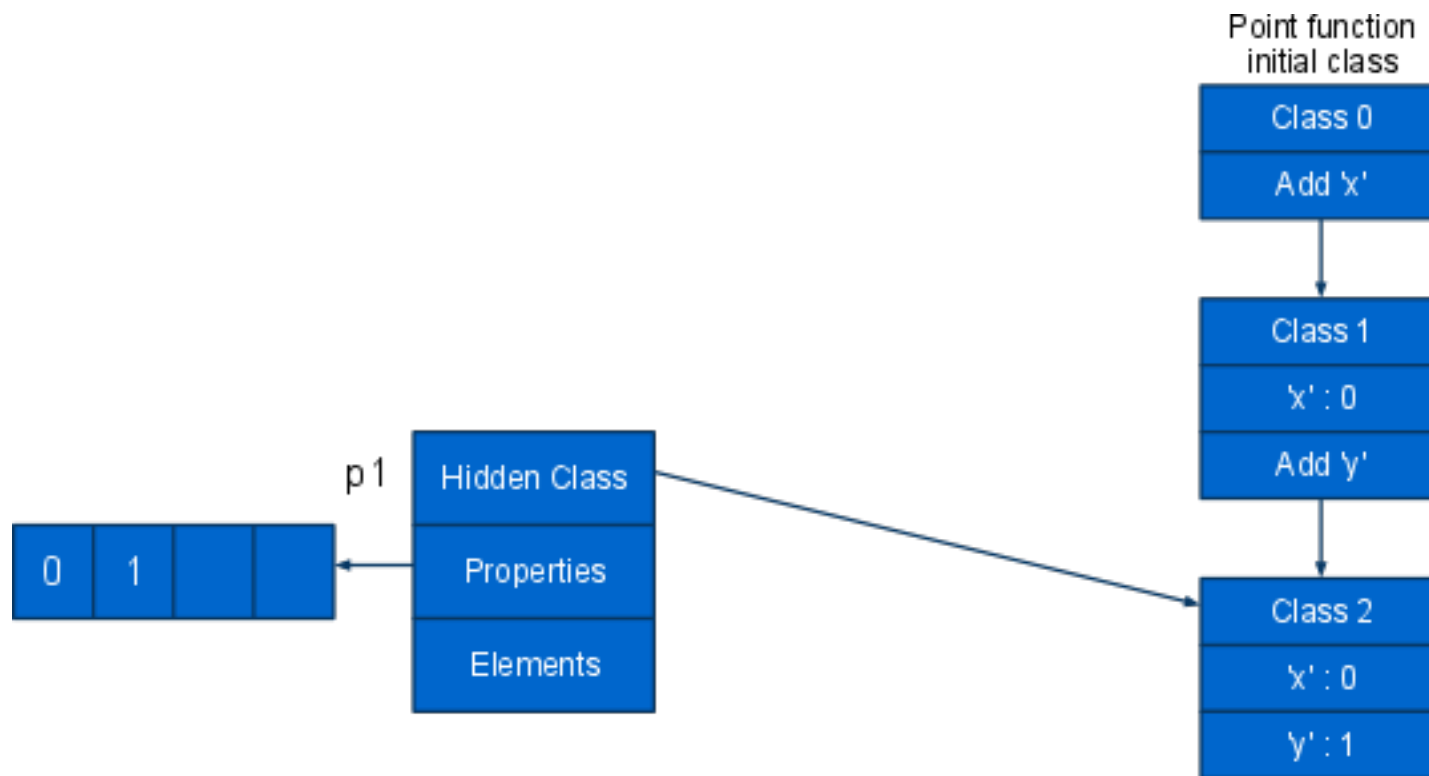 Point function
initial class
Class 0
Add 'x'
Class 1
'x' : 0
Add 'y'
p1
Hidden Class
0 1
Properties
Elements
Class 2
'x' : 0
'y' : 1